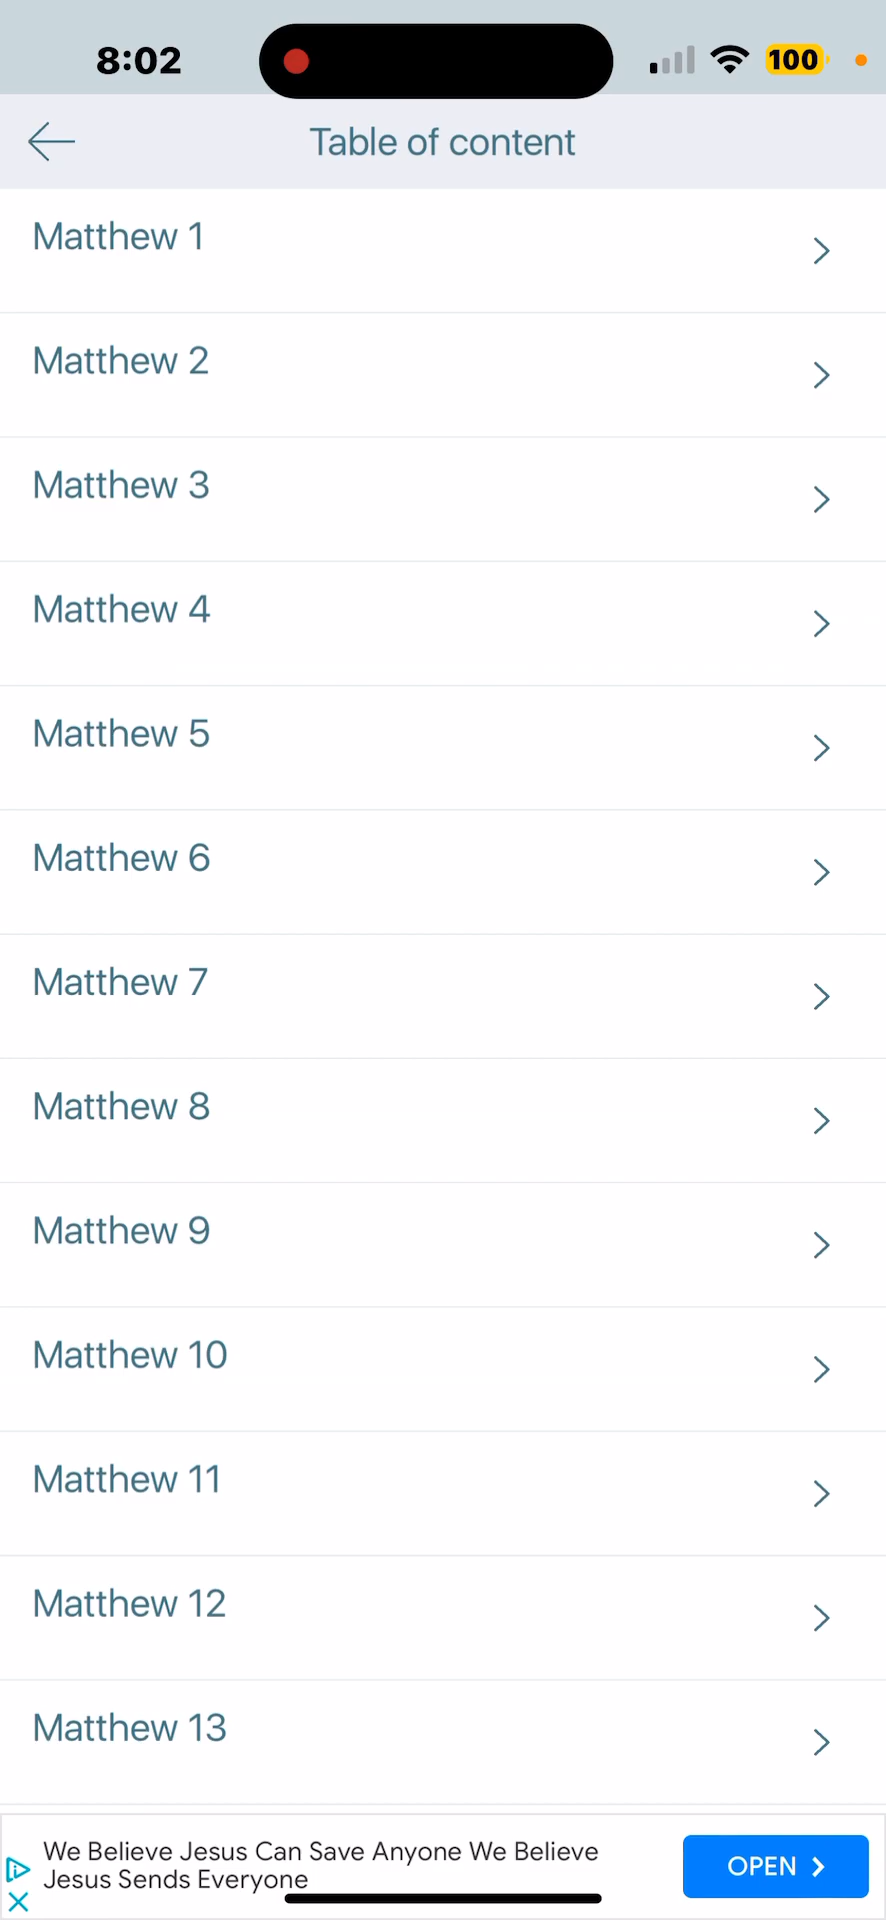 8:02
100
Table of content
Matthew 1
Matthew 2
Matthew 3
Matthew 4
Matthew 5
Matthew 6
Matthew 7
Matthew 8
Matthew 9
Matthew 10
Matthew 11
Matthew 12
Matthew 13
We Believe Jesus Can Save Anyone We Believe
Jesus Sends Everyone
OPEN